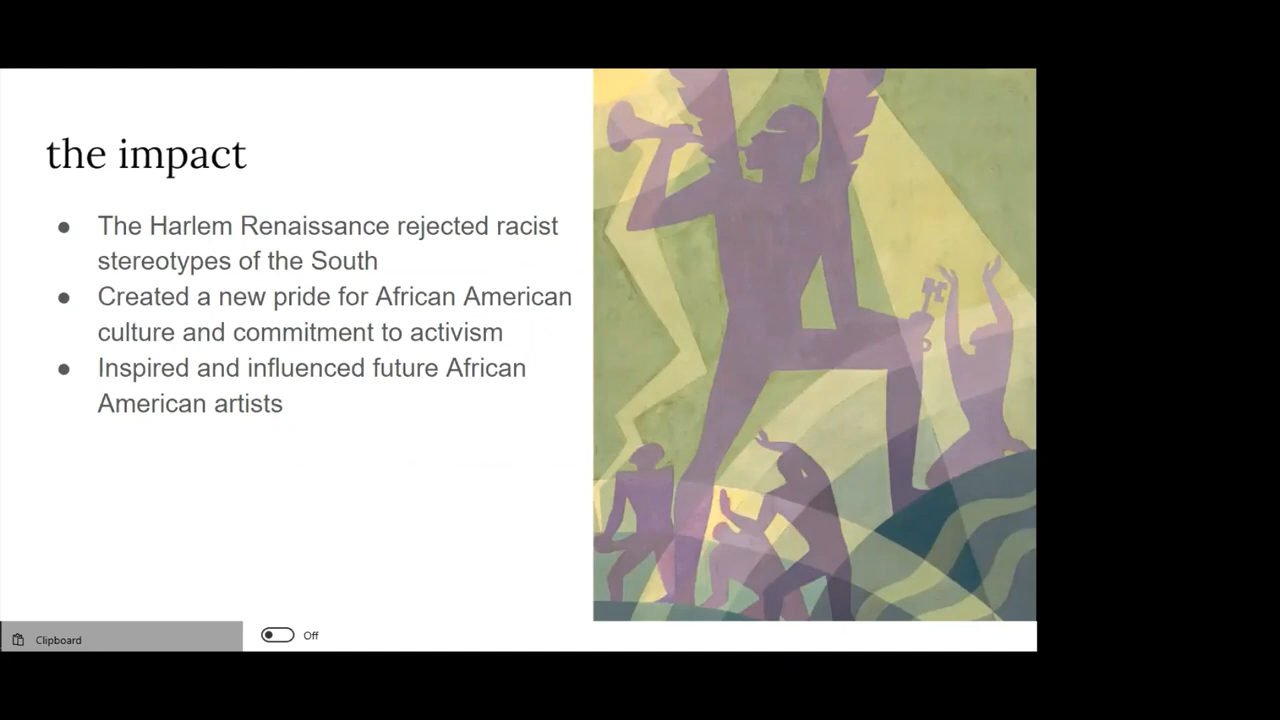 the impact
● The Harlem Renaissance rejected racist
stereotypes of the South
● Created a new pride for African American
culture and commitment to activism
● Inspired and influenced future African
American artists
Clipboard
Off